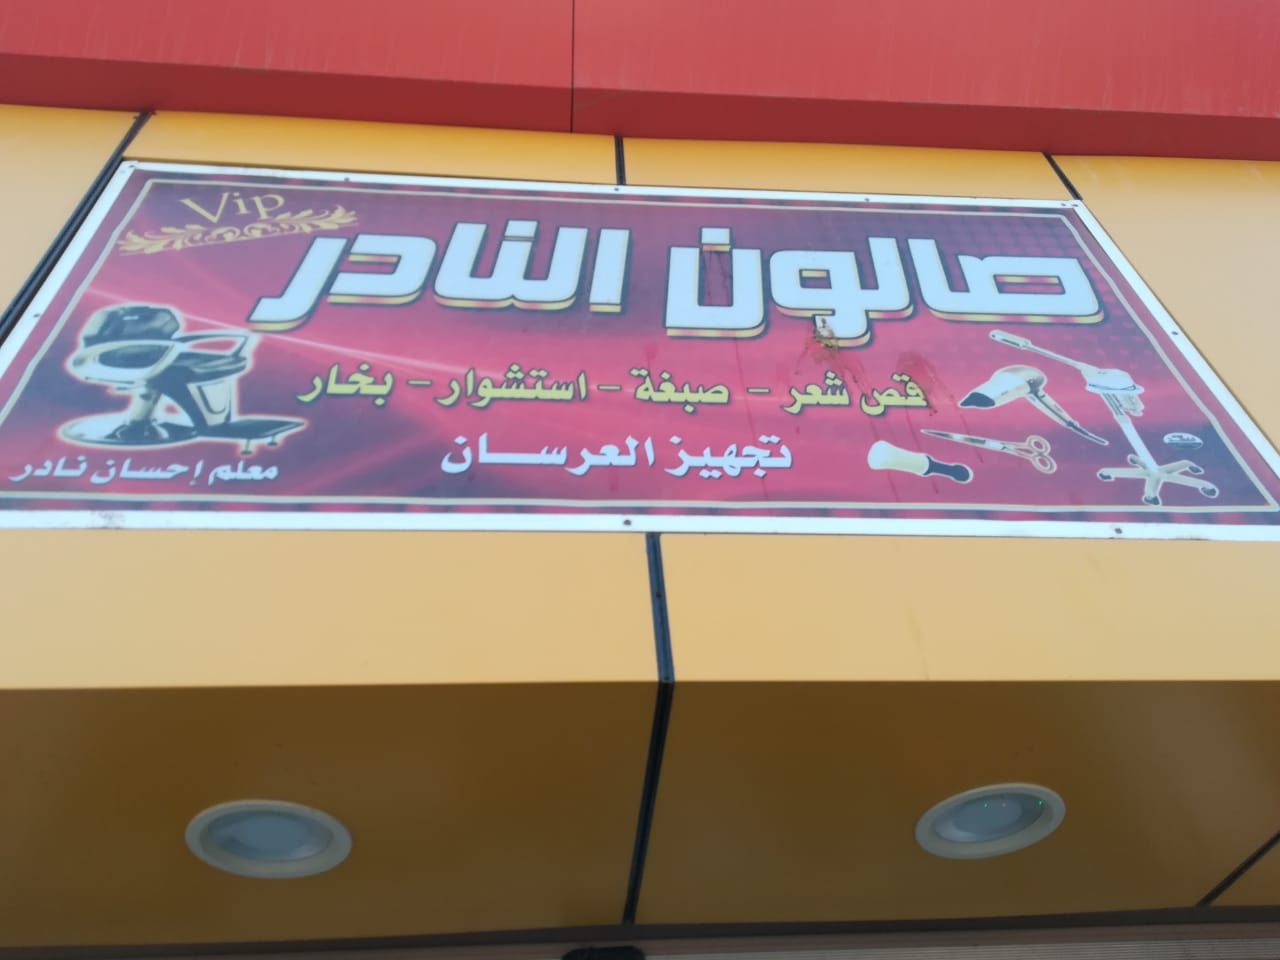 Vip
صالون النادر
قص شعر - صبغة - استشوار - بخار
تجهيز العرسان
معلم إحسان نادر